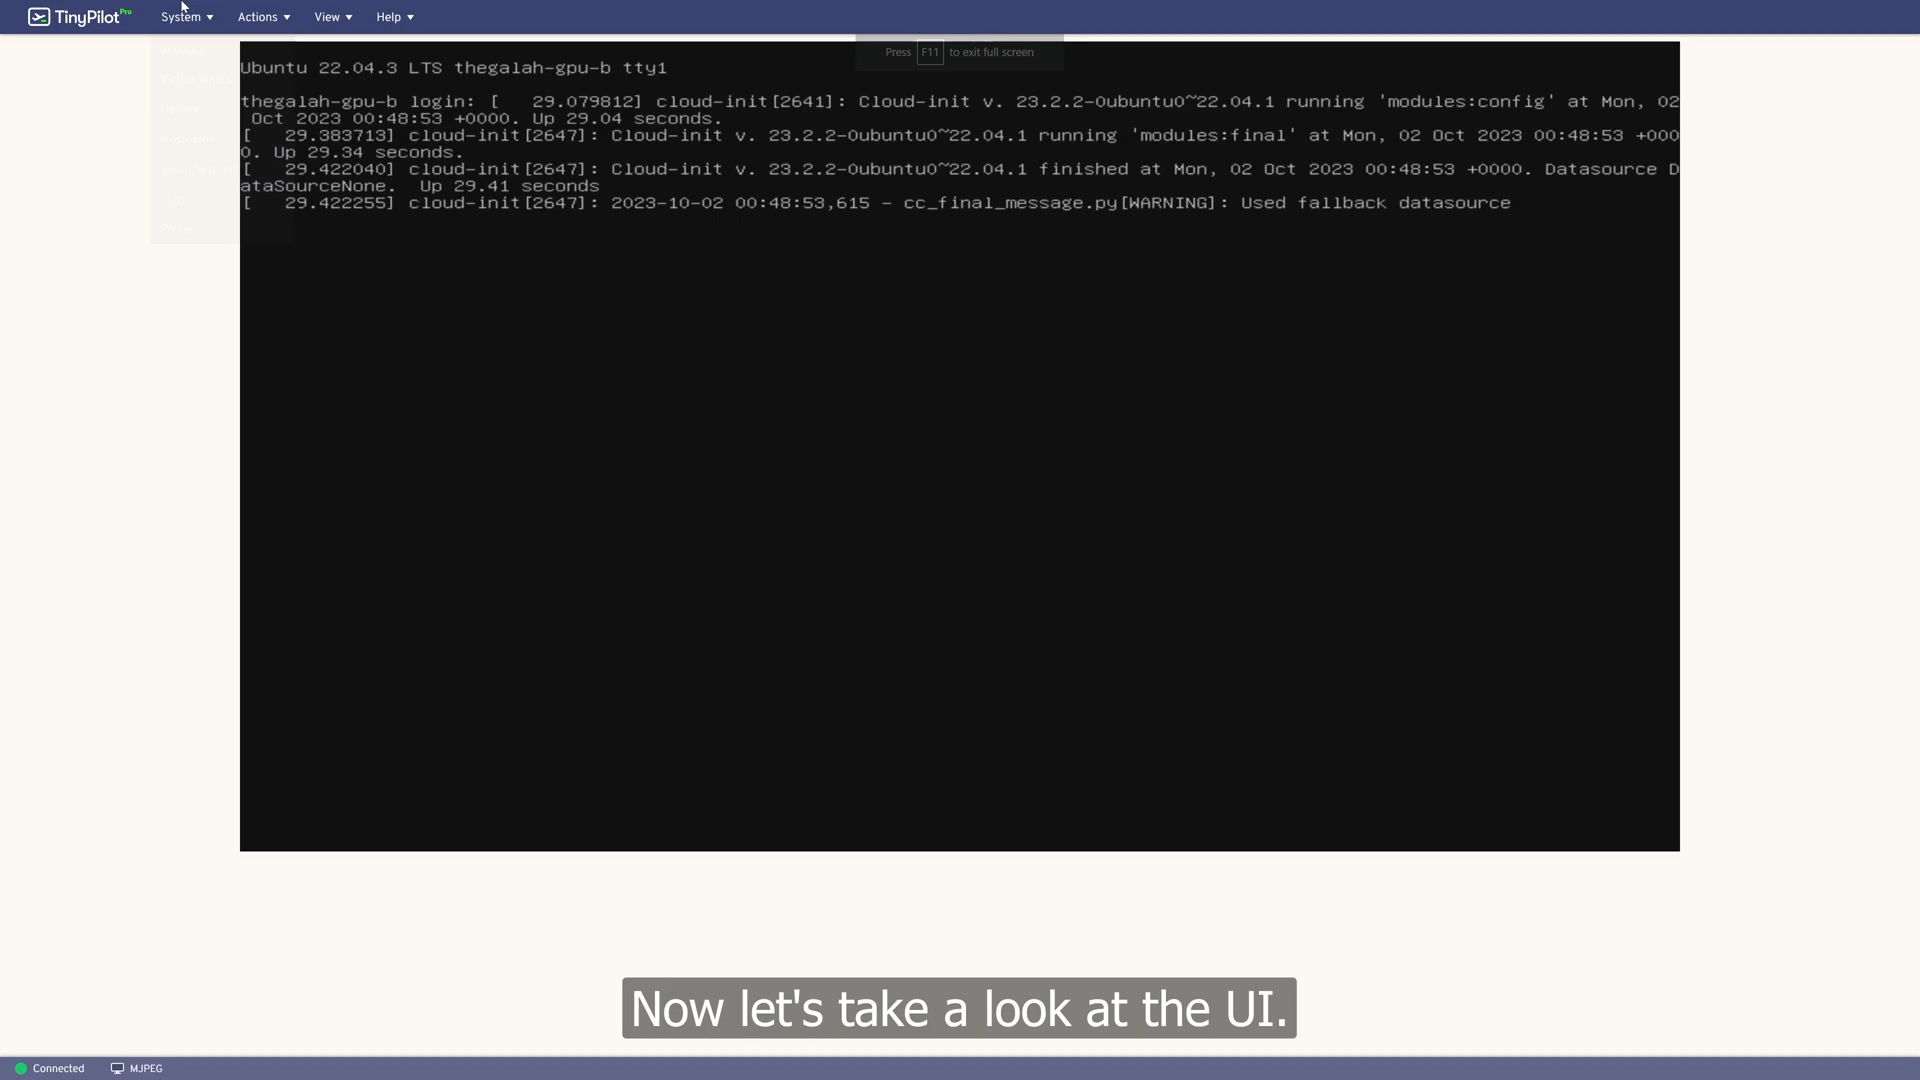 TinyPilot Pro
System ▼ Actions ▼ View ▼ Help ▼
Press F11 to exit full screen
Ubuntu 22.04.3 LTS thegalah-gpu-b tty1
thegalah-gpu-b login: [   29.079812] cloud-init[2641]: Cloud-init v. 23.2.2-0ubuntu0~22.04.1 running 'modules:config' at Mon, 02
Oct 2023 00:48:53 +0000. Up 29.04 seconds.
[   29.383713] cloud-init[2647]: Cloud-init v. 23.2.2-0ubuntu0~22.04.1 running 'modules:final' at Mon, 02 Oct 2023 00:48:53 +000
0. Up 29.34 seconds.
[   29.422040] cloud-init[2647]: Cloud-init v. 23.2.2-0ubuntu0~22.04.1 finished at Mon, 02 Oct 2023 00:48:53 +0000. Datasource D
ataSourceNone.  Up 29.41 seconds
[   29.422255] cloud-init[2647]: 2023-10-02 00:48:53,615 - cc_final_message.py[WARNING]: Used fallback datasource
Now let's take a look at the UI.
Connected MJPEG